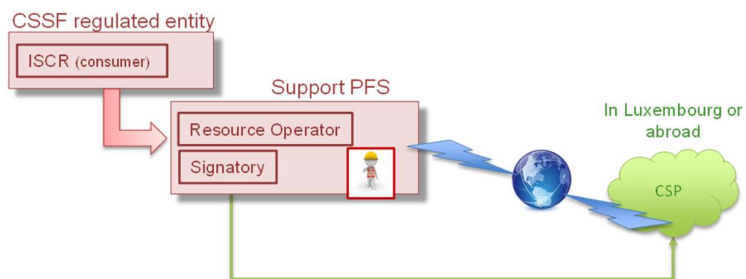 CSSF regulated entity
ISCR (consumer)
Support PFS
Resource Operator
Signatory
In Luxembourg or
abroad
CSP